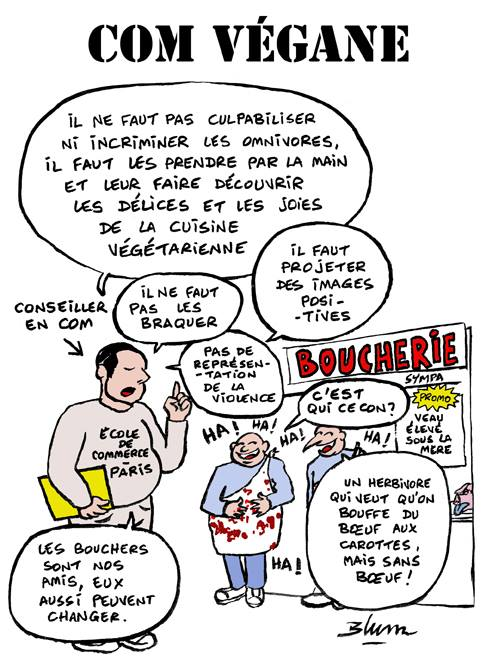 COM VÉGANE
IL NE FAUT PAS CULPABILISER
NI INCRIMINER LES OMNIVORES,
IL FAUT LES PRENDRE PAR LA MAIN
ET LEUR FAIRE DÉCOUVRIR
LES DÉLICES ET LES JOIES
DE LA CUISINE
VÉGÉTARIENNE
IL FAUT
PROJETER
DES IMAGES
POSI-
-TIVES
IL NE FAUT
PAS LES
BRAQUER
CONSEILLER
EN COM
PAS DE
REPRÉSEN-
-TATION
DE LA
VIOLENCE
BOUCHERIE
SYMPA
PROMO
VEAU
ÉLEVÉ
SOUS LA
MÈRE
C'EST
QUI CE CON?
HA!
HA!
HA!
HA!
HA!
ÉCOLE
DE
COMMERCE
PARIS
UN HERBIVORE
QUI VEUT QU'ON
BOUFFE DU
BŒUF AUX
CAROTTES,
MAIS SANS
BŒUF!
LES BOUCHERS
SONT NOS
AMIS, EUX
AUSSI PEUVENT
CHANGER.
Blum